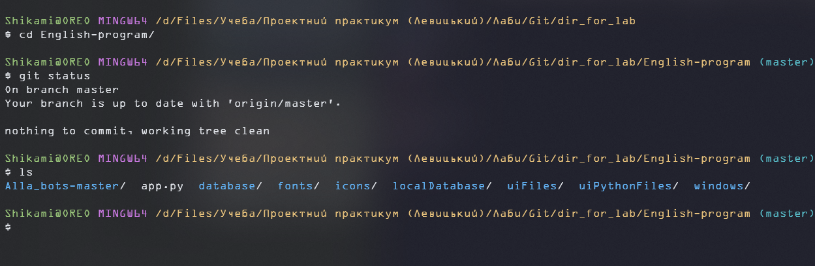 Shikami@OREO MINGW64 /d/Files/Учеба/Проектний практикум (Левицький)/Лаби/Git/dir_for_lab
$ cd English-program/
Shikami@OREO MINGW64 /d/Files/Учеба/Проектний практикум (Левицький)/Лаби/Git/dir_for_lab/English-program (master)
$ git status
On branch master
Your branch is up to date with 'origin/master'.
nothing to commit, working tree clean
Shikami@OREO MINGW64 /d/Files/Учеба/Проектний практикум (Левицький)/Лаби/Git/dir_for_lab/English-program (master)
$ ls
Alla_bots-master/  app.py  database/  fonts/  icons/  localDatabase/  uiFiles/  uiPythonFiles/  windows/
Shikami@OREO MINGW64 /d/Files/Учеба/Проектний практикум (Левицький)/Лаби/Git/dir_for_lab/English-program (master)
$